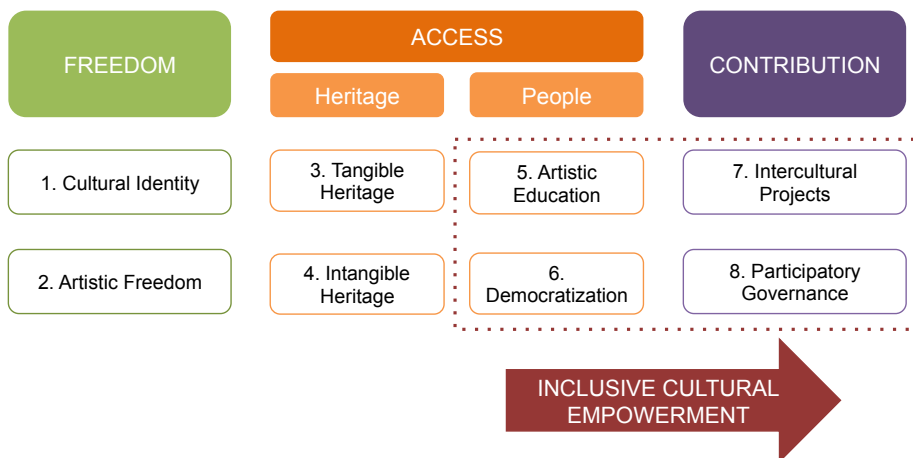 FREEDOM
ACCESS
Heritage
People
CONTRIBUTION
1. Cultural Identity
3. Tangible
Heritage
5. Artistic
Education
7. Intercultural
Projects
2. Artistic Freedom
4. Intangible
Heritage
6.
Democratization
8. Participatory
Governance
INCLUSIVE CULTURAL
EMPOWERMENT